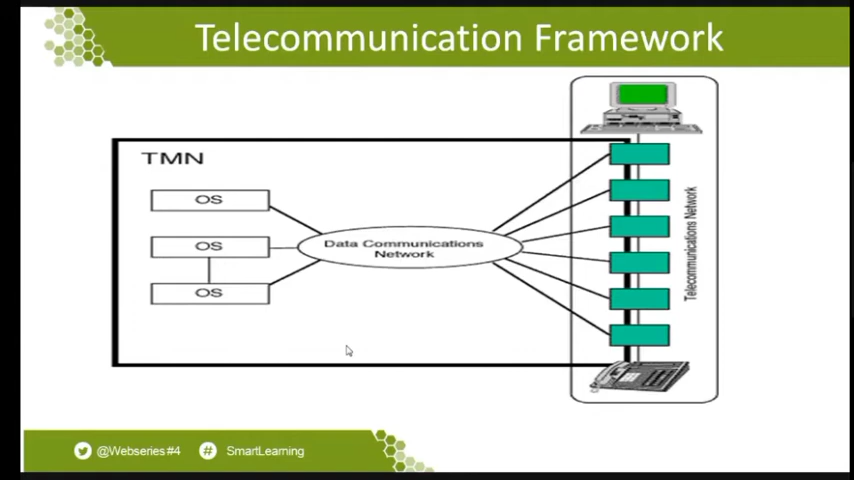 Telecommunication Framework
TMN
OS
OS
OS
Data Communications
Network
Telecommunications Network
@Webseries #4
#
SmartLearning